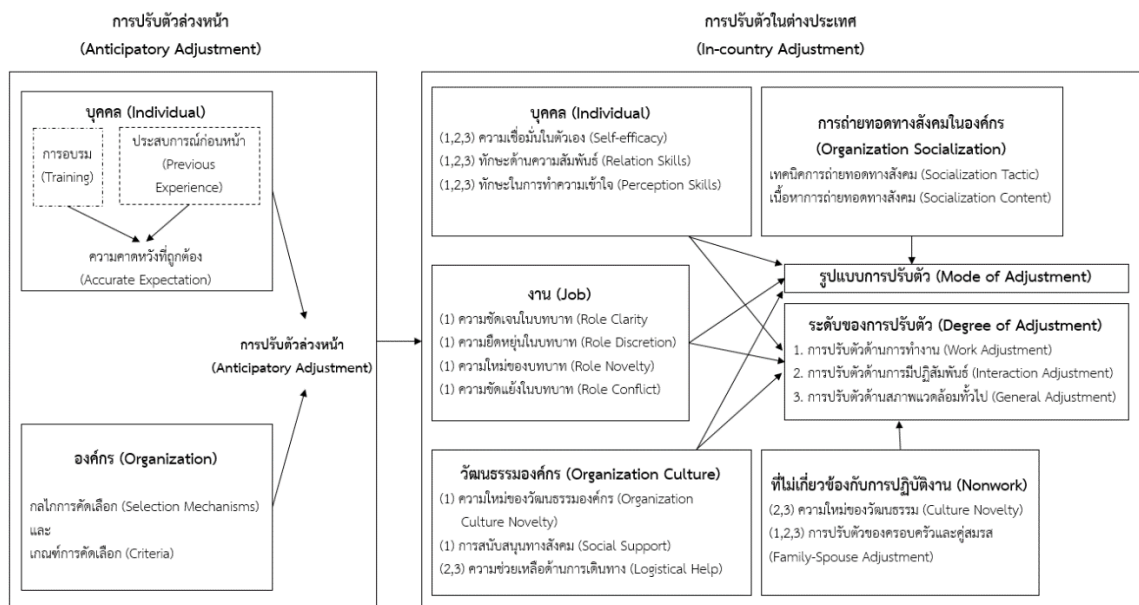 การปรับตัวล่วงหน้า
(Anticipatory Adjustment)
บุคคล (Individual)
การอบรม
(Training)
ประสบการณ์ก่อนหน้า
(Previous
Experience)
ความคาดหวังที่ถูกต้อง
(Accurate Expectation)
การปรับตัวล่วงหน้า
(Anticipatory Adjustment)
องค์กร (Organization)
กลไกการคัดเลือก (Selection Mechanisms)
และ
เกณฑ์การคัดเลือก (Criteria)
การปรับตัวในต่างประเทศ
(In-country Adjustment)
บุคคล (Individual)
(1,2,3) ความเชื่อมั่นในตัวเอง (Self-efficacy)
(1,2,3) ทักษะด้านความสัมพันธ์ (Relation Skills)
(1,2,3) ทักษะในการทำความเข้าใจ (Perception Skills)
การถ่ายทอดทางสังคมในองค์กร
(Organization Socialization)
เทคนิคการถ่ายทอดทางสังคม (Socialization Tactic)
เนื้อหาการถ่ายทอดทางสังคม (Socialization Content)
งาน (Job)
(1) ความชัดเจนในบทบาท (Role Clarity
(1) ความยืดหยุ่นในบทบาท (Role Discretion)
(1) ความใหม่ของบทบาท (Role Novelty)
(1) ความขัดแย้งในบทบาท (Role Conflict)
รูปแบบการปรับตัว (Mode of Adjustment)
ระดับของการปรับตัว (Degree of Adjustment)
1. การปรับตัวด้านการทำงาน (Work Adjustment)
2. การปรับตัวด้านการมีปฏิสัมพันธ์ (Interaction Adjustment)
3. การปรับตัวด้านสภาพแวดล้อมทั่วไป (General Adjustment)
วัฒนธรรมองค์กร (Organization Culture)
(1) ความใหม่ของวัฒนธรรมองค์กร (Organization
Culture Novelty)
(1) การสนับสนุนทางสังคม (Social Support)
(2,3) ความช่วยเหลือด้านการเดินทาง (Logistical Help)
ที่ไม่เกี่ยวข้องกับการปฏิบัติงาน (Nonwork)
(2,3) ความใหม่ของวัฒนธรรม (Culture Novelty)
(1,2,3) การปรับตัวของครอบครัวและคู่สมรส
(Family-Spouse Adjustment)